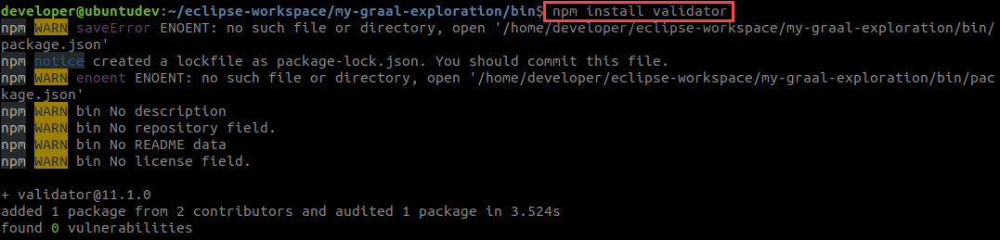 developer@ubuntudev:~/eclipse-workspace/my-graal-exploration/bin$ npm install validator
npm WARN saveError ENOENT: no such file or directory, open '/home/developer/eclipse-workspace/my-graal-exploration/bin/
package.json'
npm notice created a lockfile as package-lock.json. You should commit this file.
npm WARN enoent ENOENT: no such file or directory, open '/home/developer/eclipse-workspace/my-graal-exploration/bin/pac
kage.json'
npm WARN bin No description
npm WARN bin No repository field.
npm WARN bin No README data
npm WARN bin No license field.

+ validator@11.1.0
added 1 package from 2 contributors and audited 1 package in 3.524s
found 0 vulnerabilities